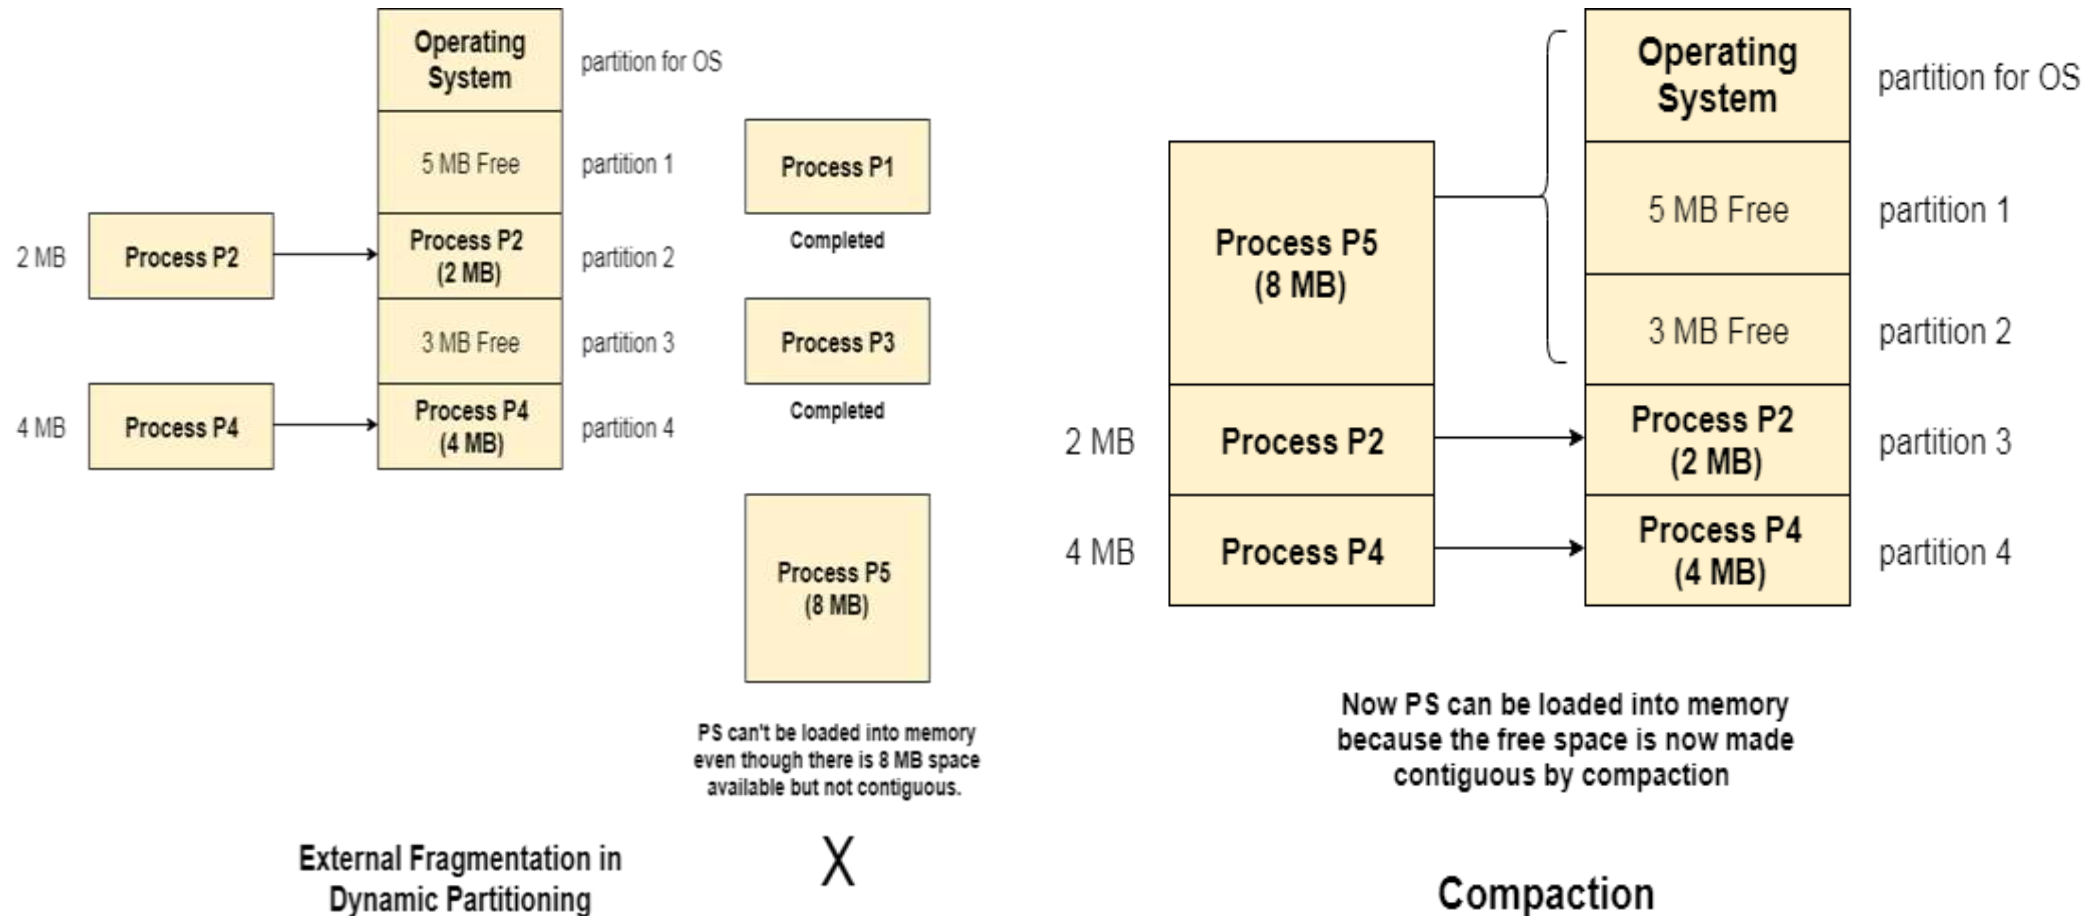 Operating
System
partition for OS
5 MB Free
partition 1
Process P1
Completed
2 MB
Process P2
Process P2
(2 MB)
partition 2
3 MB Free
partition 3
Process P3
Completed
4 MB
Process P4
Process P4
(4 MB)
partition 4
Process P5
(8 MB)
PS can't be loaded into memory
even though there is 8 MB space
available but not contiguous.
External Fragmentation in
Dynamic Partitioning
X
Operating
System
partition for OS
Process P5
(8 MB)
5 MB Free
partition 1
3 MB Free
partition 2
2 MB
Process P2
Process P2
(2 MB)
partition 3
4 MB
Process P4
Process P4
(4 MB)
partition 4
Now PS can be loaded into memory
because the free space is now made
contiguous by compaction
Compaction